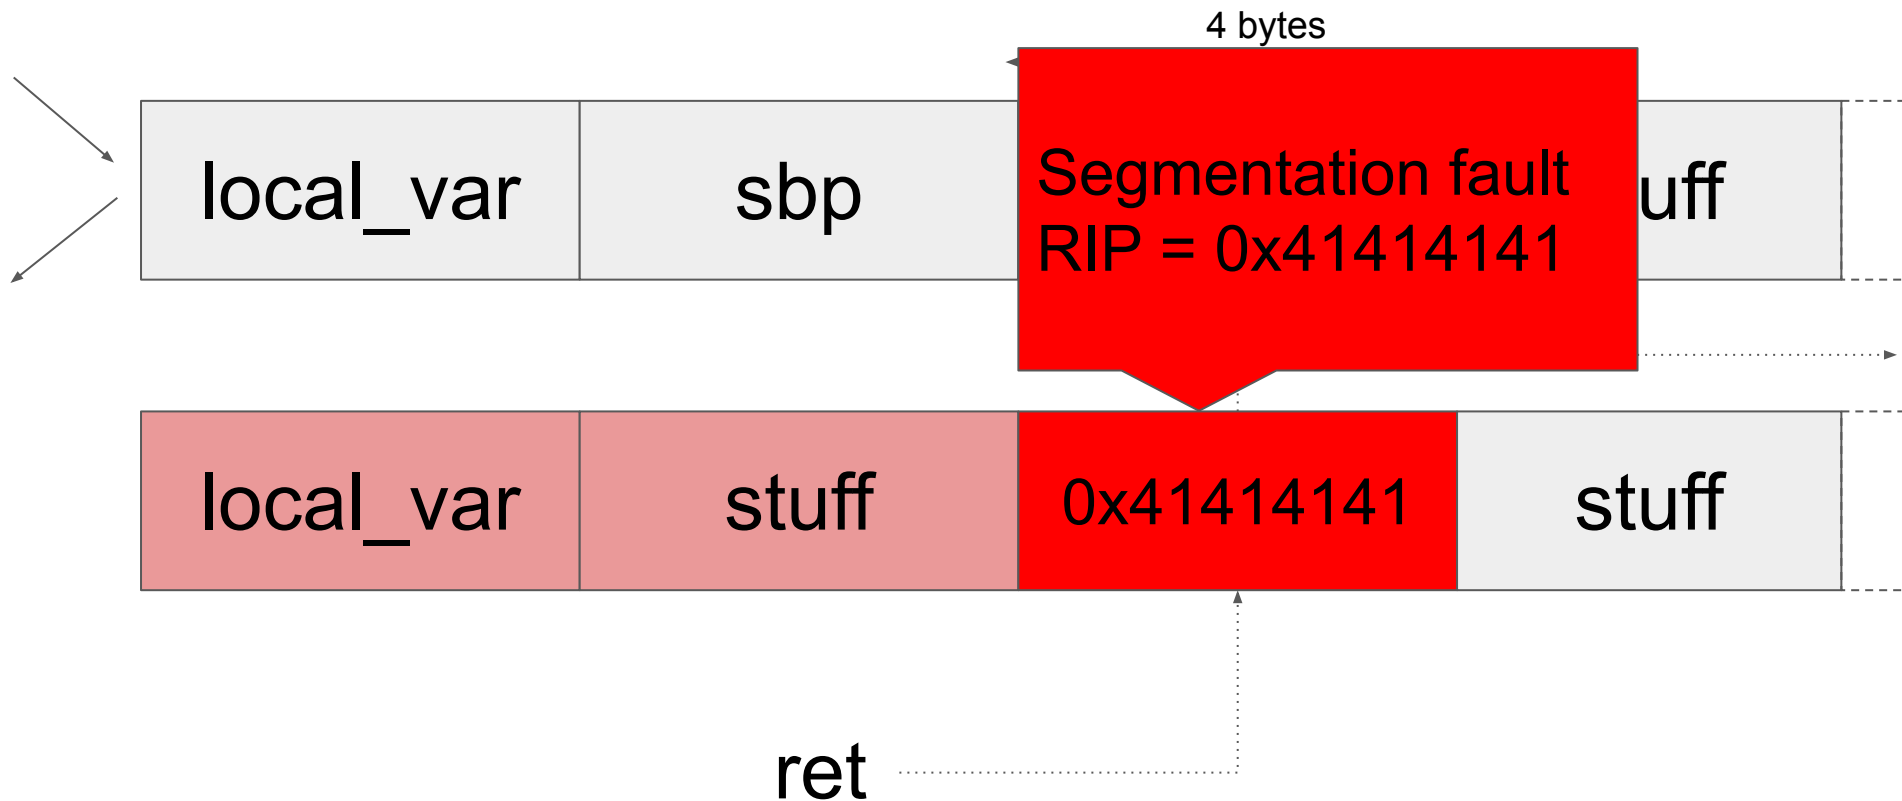 4 bytes
local_var sbp uff
Segmentation fault
RIP = 0x41414141
local_var stuff 0x41414141 stuff
ret